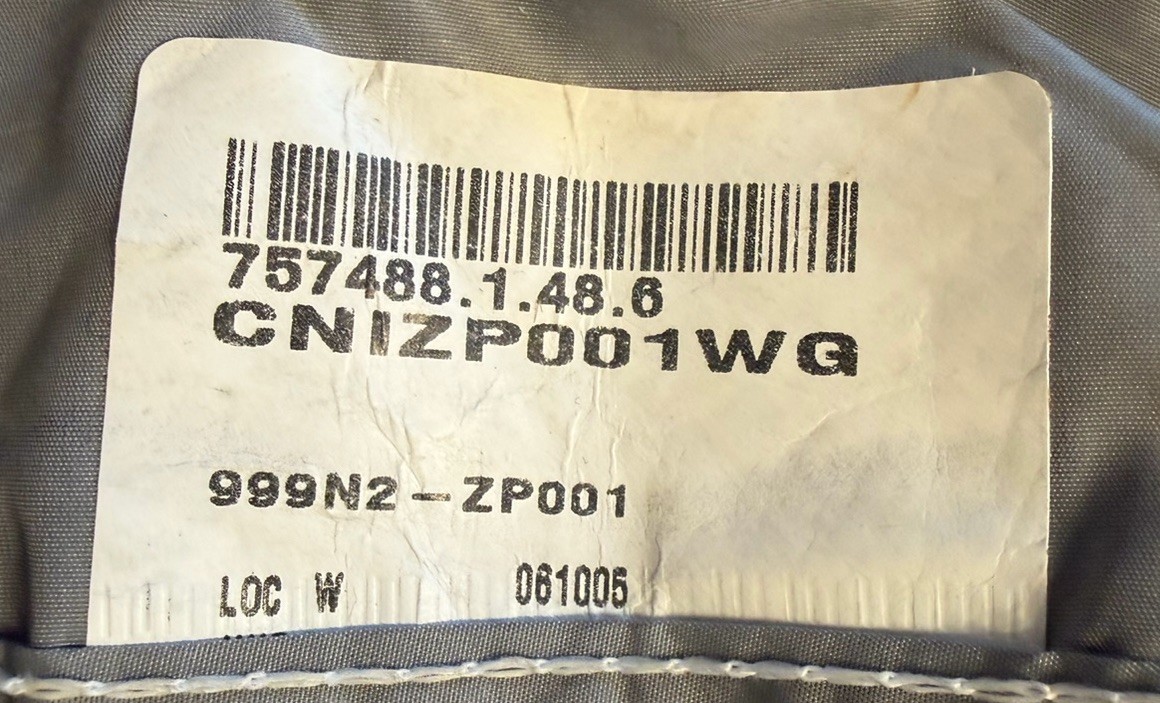 757488.1.48.6
CNIZP001WG
999N2-ZP001
LOC W 061005